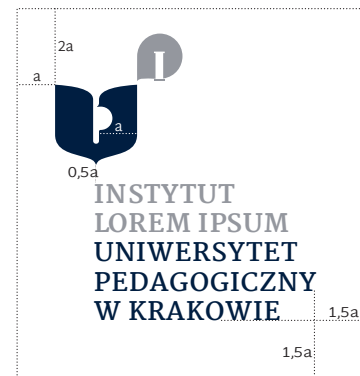 2a
I
a
a
0,5a
INSTYTUT
LOREM IPSUM
UNIWERSYTET
PEDAGOGICZNY
W KRAKOWIE
1,5a
1,5a